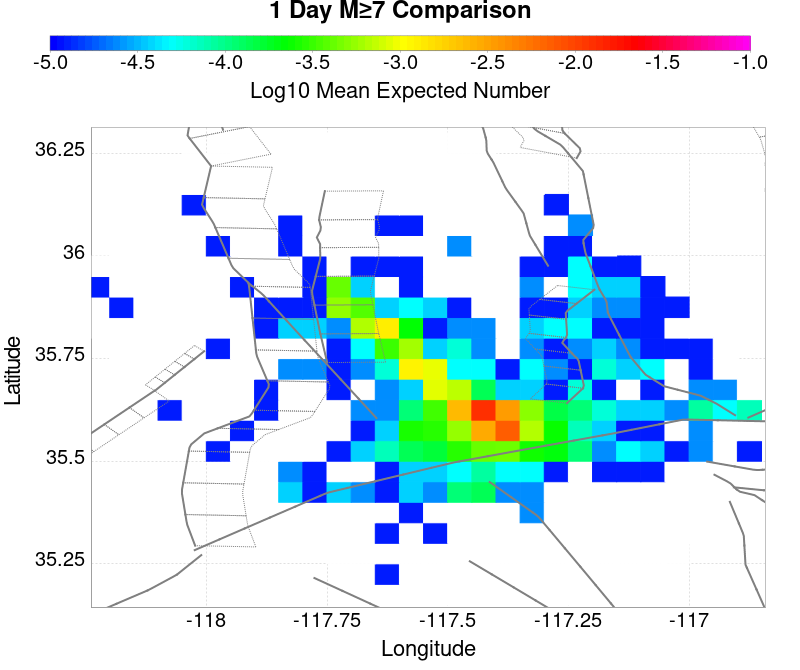 1 Day M≥7 Comparison
-5.0 -4.5 -4.0 -3.5 -3.0 -2.5 -2.0 -1.5 -1.0
Log10 Mean Expected Number
36.25
36
35.75
35.5
35.25
Latitude
-118 -117.75 -117.5 -117.25 -117
Longitude